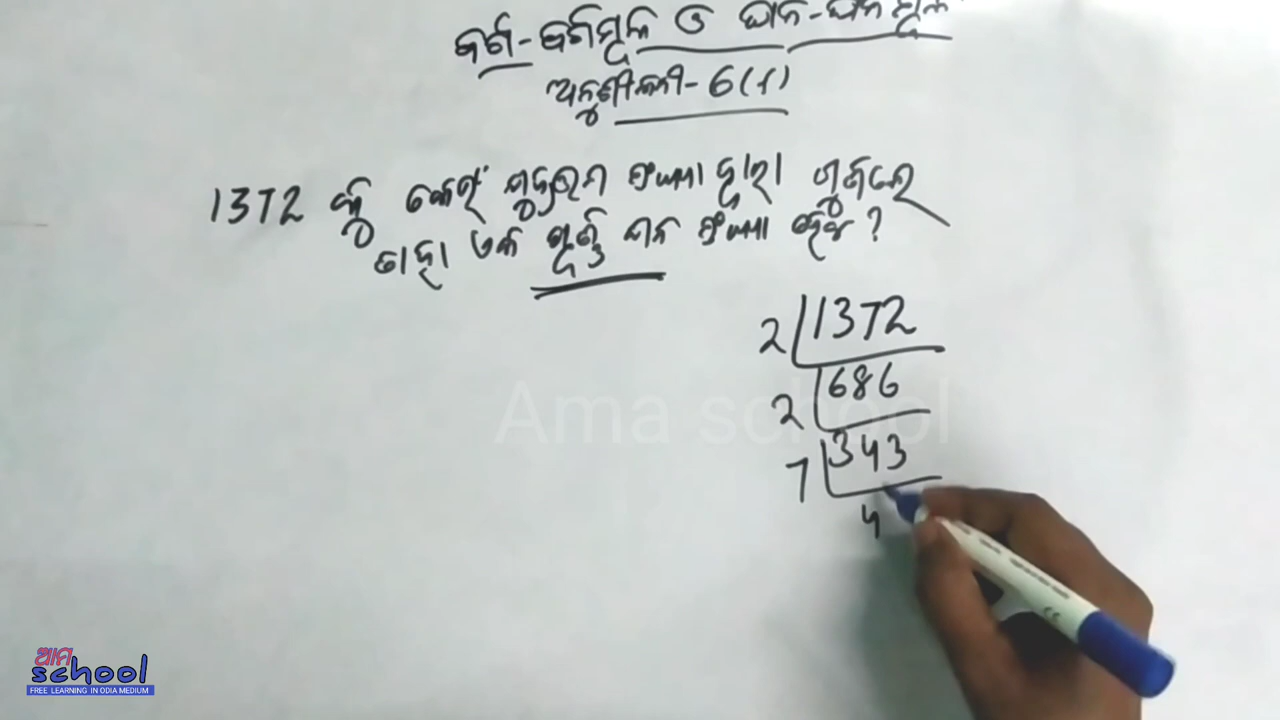 ବର୍ଗ-ବର୍ଗମୂଳ ଓ ଘନ-ଘନମୂଳ
ଅନୁଶୀଳନୀ-6(f)
1372 କୁ କେଉଁ କ୍ଷୁଦ୍ରତମ ସଂଖ୍ୟା ଦ୍ୱାରା ଗୁଣିଲେ
ତାହା ଏକ ପୂର୍ଣ୍ଣ ଘନ ସଂଖ୍ୟା ହେବ ?
2 1372
2 686
7 343
4
Ama school
ଆମ
school
FREE LEARNING IN ODIA MEDIUM